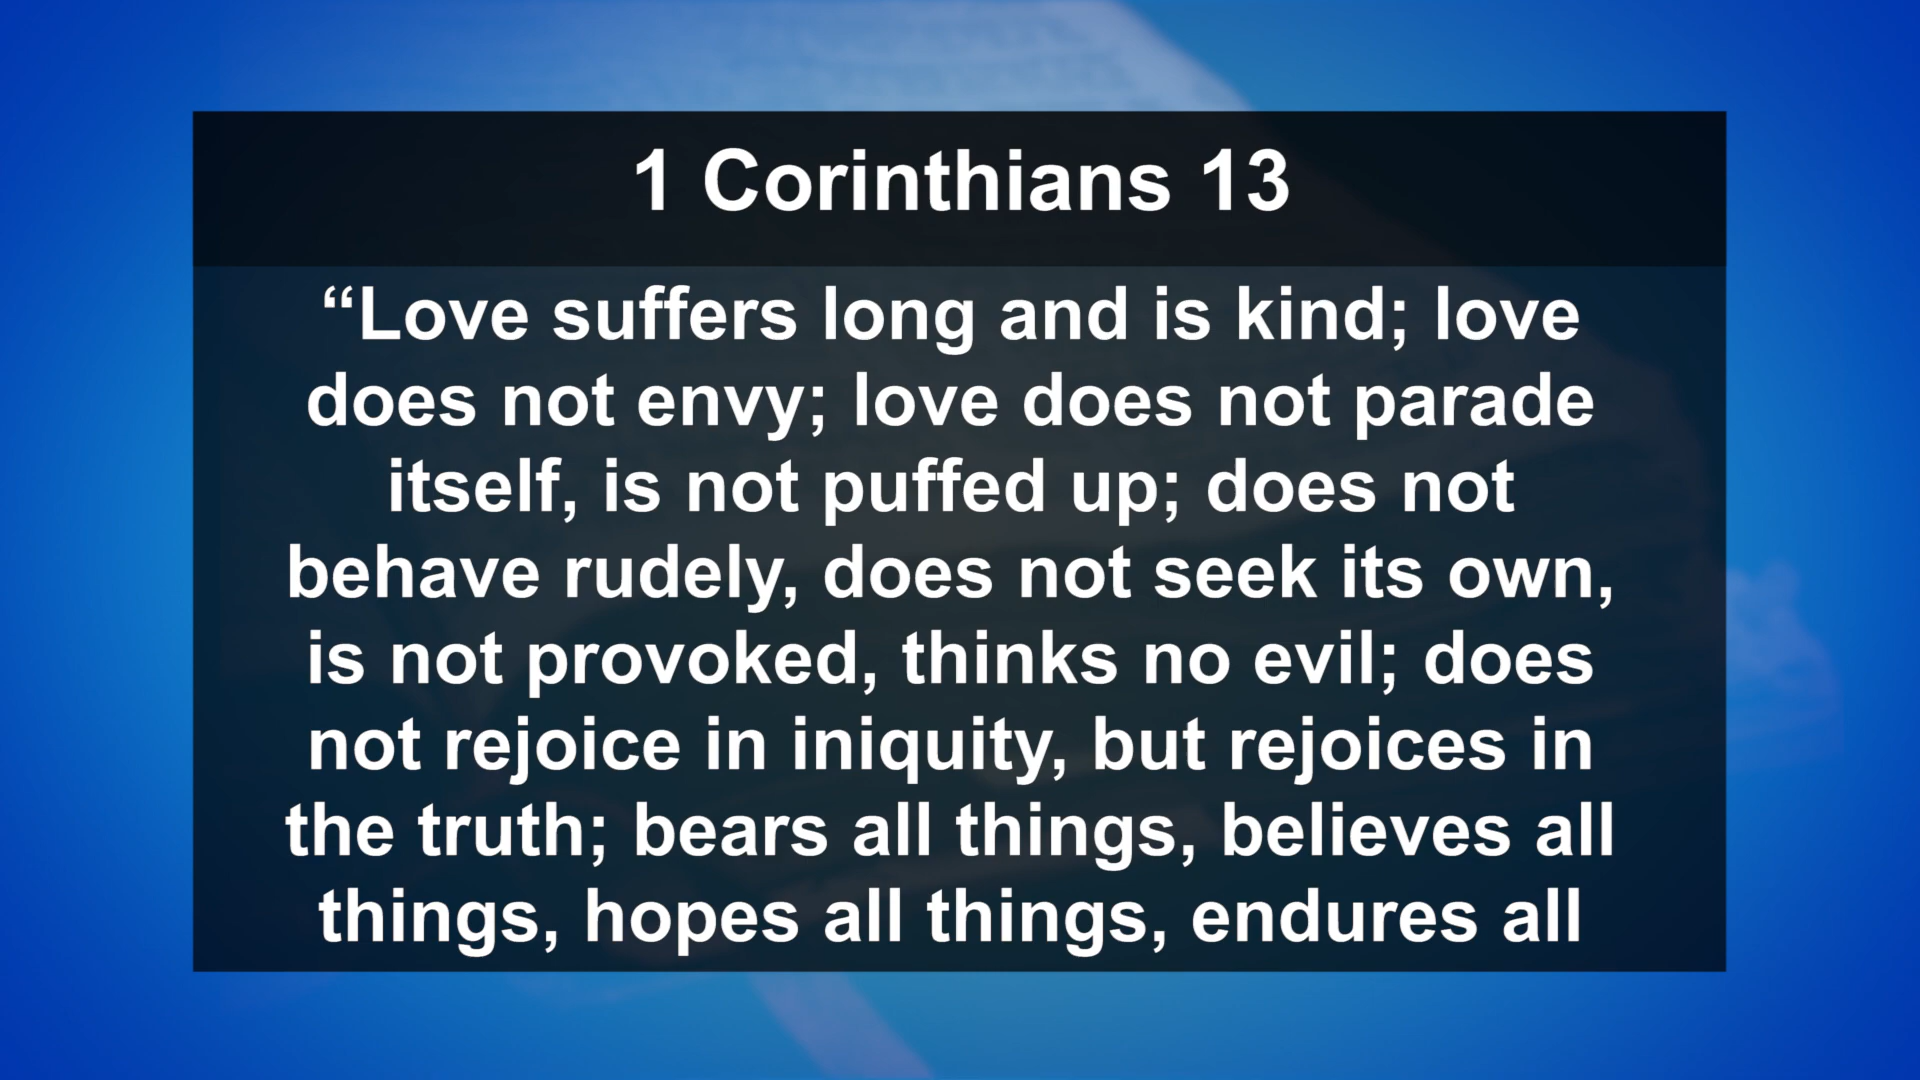 1 Corinthians 13
“Love suffers long and is kind; love
does not envy; love does not parade
itself, is not puffed up; does not
behave rudely, does not seek its own,
is not provoked, thinks no evil; does
not rejoice in iniquity, but rejoices in
the truth; bears all things, believes all
things, hopes all things, endures all